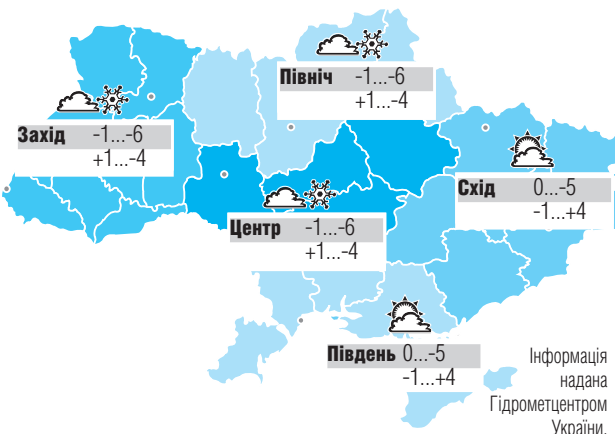 Північ -1...-6
+1...-4
Захід -1...-6
+1...-4
Схід 0...-5
-1...+4
Центр -1...-6
+1...-4
Південь 0...-5
-1...+4
Інформація
надана
Гідрометцентром
України.